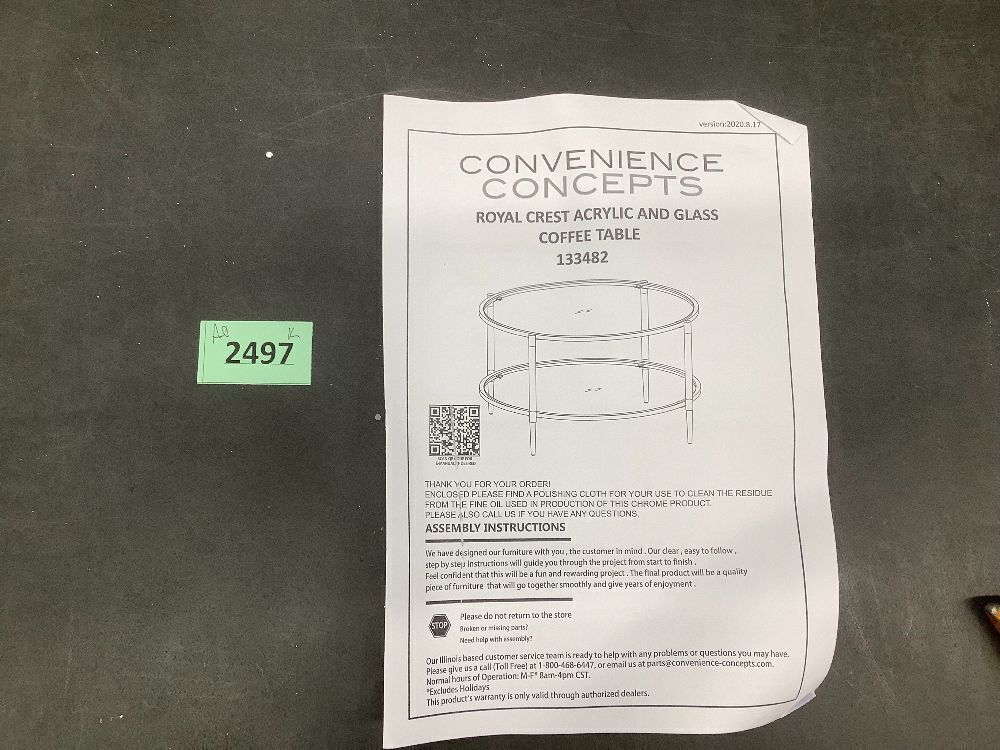 version:2020.8.17
CONVENIENCE
CONCEPTS
ROYAL CREST ACRYLIC AND GLASS
COFFEE TABLE
133482
2497
THANK YOU FOR YOUR ORDER!
ENCLOSED PLEASE FIND A POLISHING CLOTH FOR YOUR USE TO CLEAN THE RESIDUE
FROM THE FINE OIL USED IN PRODUCTION OF THIS CHROME PRODUCT.
PLEASE ALSO CALL US IF YOU HAVE ANY QUESTIONS.
ASSEMBLY INSTRUCTIONS
We have designed our furniture with you , the customer in mind . Our clear , easy to follow ,
step by step instructions will guide you through the project from start to finish .
Feel confident that this will be a fun and rewarding project . The final product will be a quality
piece of furniture that will go together smoothly and give years of enjoyment .
STOP
Please do not return to the store
Broken or missing parts?
Need help with assembly?
Our Illinois based customer service team is ready to help with any problems or questions you may have.
Please give us a call (Toll Free) at 1-800-468-6447, or email us at parts@convenience-concepts.com.
Normal hours of Operation: M-F* 8am-4pm CST.
*Excludes Holidays
This product's warranty is only valid through authorized dealers.